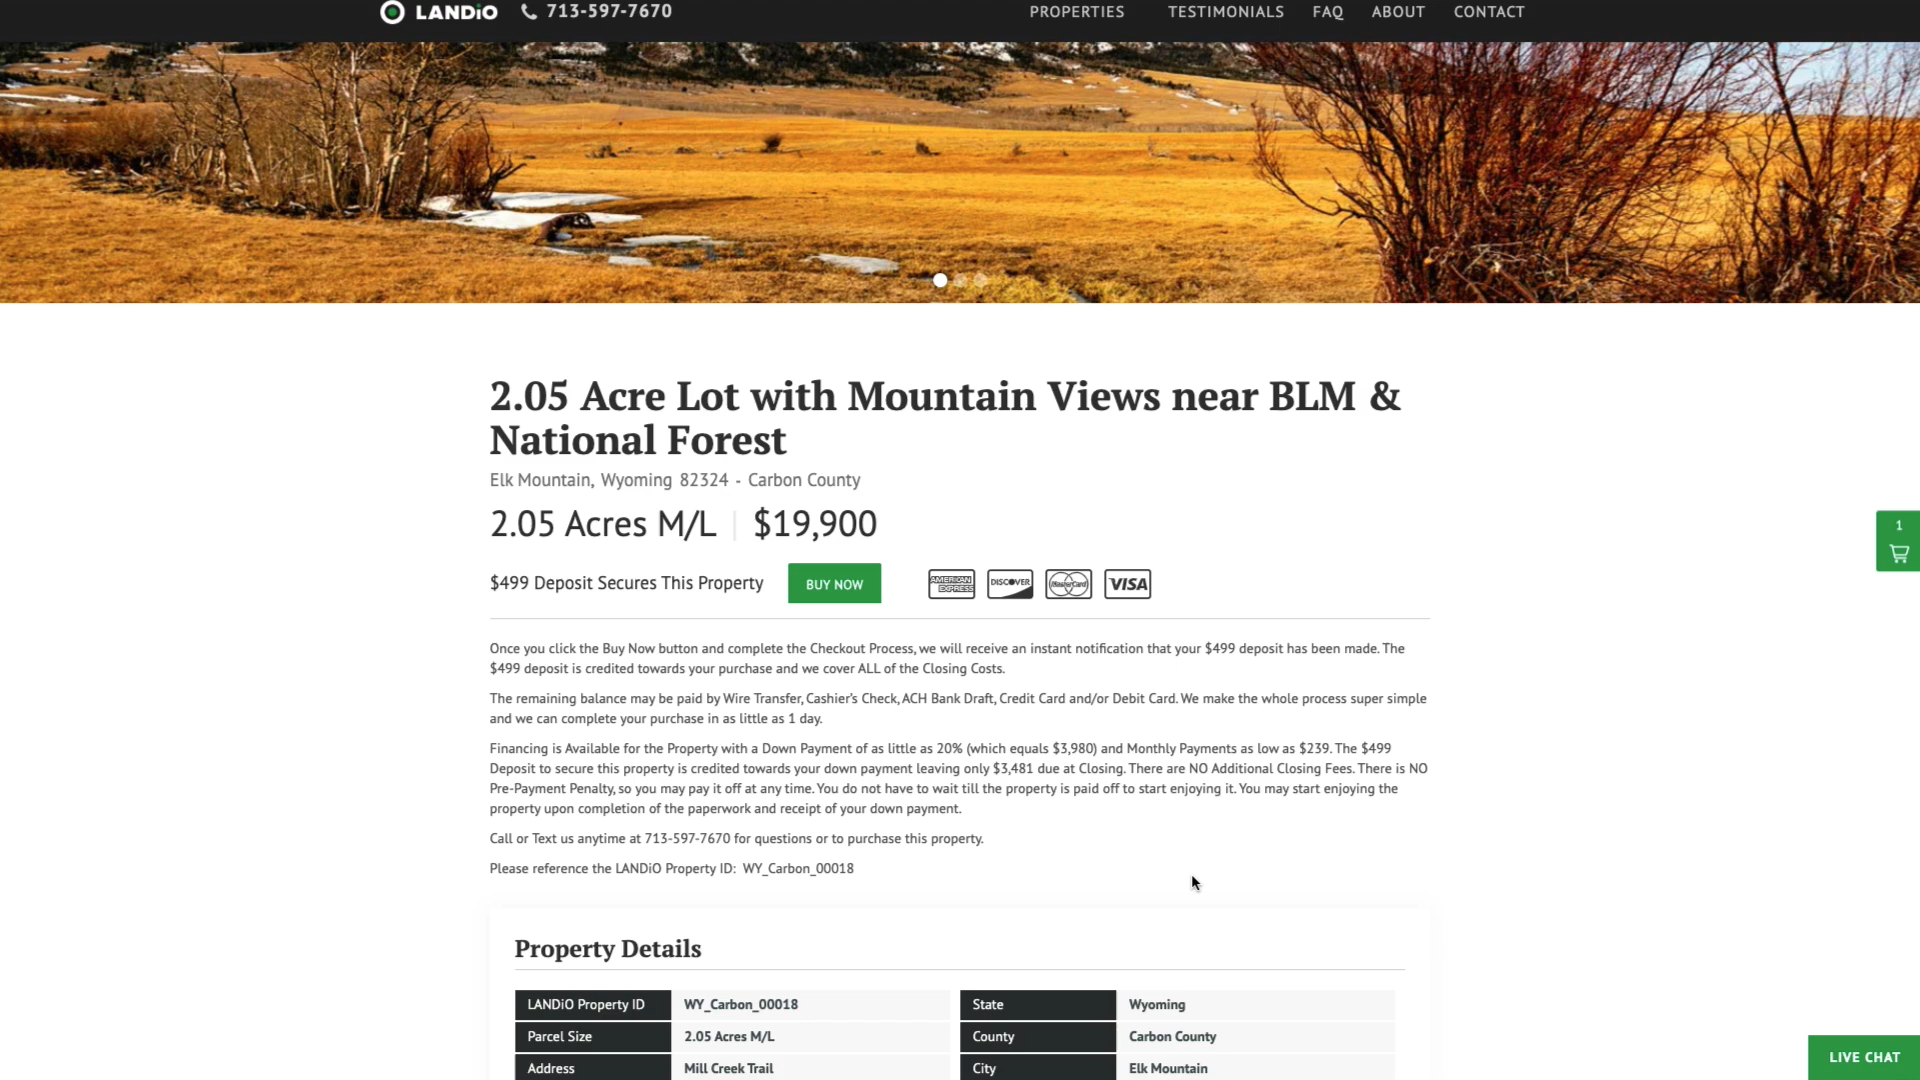 LANDiO 713-597-7670 PROPERTIES TESTIMONIALS FAQ ABOUT CONTACT
2.05 Acre Lot with Mountain Views near BLM &
National Forest
Elk Mountain, Wyoming 82324 - Carbon County
2.05 Acres M/L | $19,900
1
$499 Deposit Secures This Property BUY NOW AMERICAN EXPRESS DISCOVER MasterCard VISA
Once you click the Buy Now button and complete the Checkout Process, we will receive an instant notification that your $499 deposit has been made. The
$499 deposit is credited towards your purchase and we cover ALL of the Closing Costs.
The remaining balance may be paid by Wire Transfer, Cashier's Check, ACH Bank Draft, Credit Card and/or Debit Card. We make the whole process super simple
and we can complete your purchase in as little as 1 day.
Financing is Available for the Property with a Down Payment of as little as 20% (which equals $3,980) and Monthly Payments as low as $239. The $499
Deposit to secure this property is credited towards your down payment leaving only $3,481 due at Closing. There are NO Additional Closing Fees. There is NO
Pre-Payment Penalty, so you may pay it off at any time. You do not have to wait till the property is paid off to start enjoying it. You may start enjoying the
property upon completion of the paperwork and receipt of your down payment.
Call or Text us anytime at 713-597-7670 for questions or to purchase this property.
Please reference the LANDiO Property ID: WY_Carbon_00018
Property Details
LANDiO Property ID WY_Carbon_00018 State Wyoming
Parcel Size 2.05 Acres M/L County Carbon County
Address Mill Creek Trail City Elk Mountain
LIVE CHAT